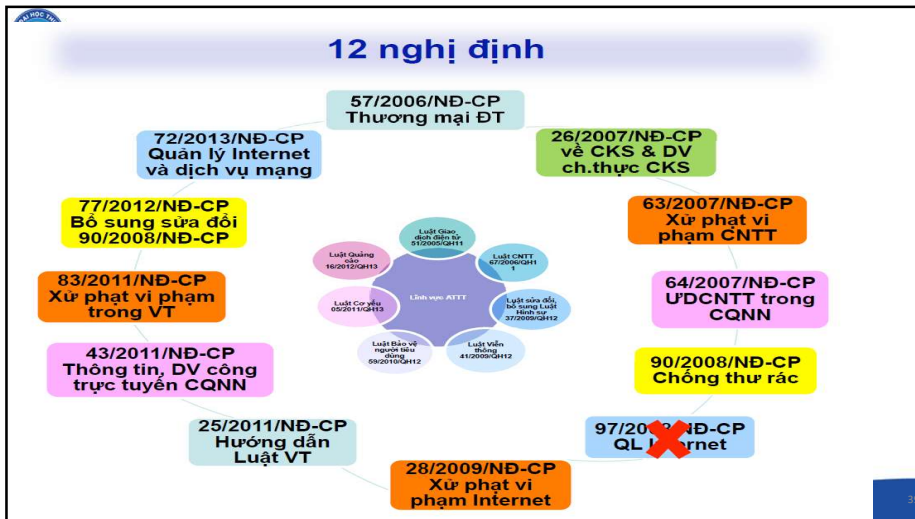 ĐẠI HỌC
12 nghị định
57/2006/NĐ-CP
Thương mại ĐT
72/2013/NĐ-CP
Quản lý Internet
và dịch vụ mạng
26/2007/NĐ-CP
về CKS & DV
ch.thực CKS
77/2012/NĐ-CP
Bổ sung sửa đổi
90/2008/NĐ-CP
63/2007/NĐ-CP
Xử phạt vi
phạm CNTT
83/2011/NĐ-CP
Xử phạt vi phạm
trong VT
64/2007/NĐ-CP
ƯDCNTT trong
CQNN
43/2011/NĐ-CP
Thông tin, DV công
trực tuyến CQNN
90/2008/NĐ-CP
Chống thư rác
25/2011/NĐ-CP
Hướng dẫn
Luật VT
97/2008/NĐ-CP
QL Internet
28/2009/NĐ-CP
Xử phạt vi
phạm Internet
Luật Giao
dịch điện tử
51/2005/QH11
Luật CNTT
67/2006/QH1
1
Luật sửa đổi,
bổ sung Luật
Hình sự
37/2009/QH12
Luật Viễn
thông
41/2009/QH12
Luật Bảo vệ
người tiêu
dùng
59/2010/QH12
Luật Cơ yếu
05/2011/QH13
Luật Quảng
cáo
16/2012/QH13
Lĩnh vực ATTT